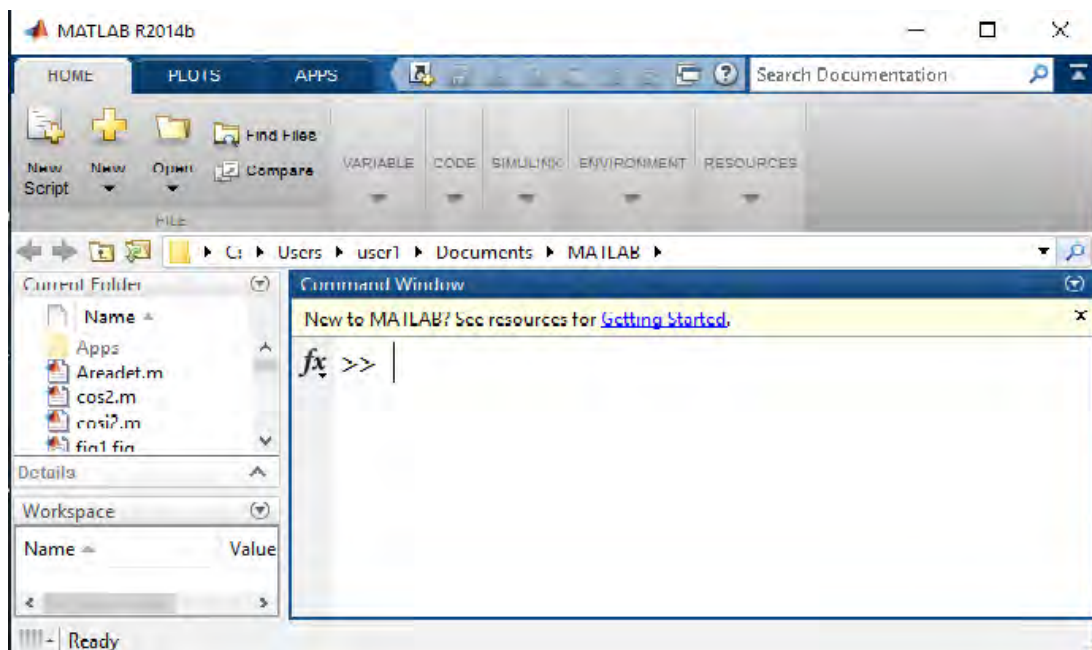 MATLAB R2014b
HOME PLOTS APPS Search Documentation
New Script New Open Find Files Compare VARIABLE CODE SIMULINK ENVIRONMENT RESOURCES
FILE
C: Users user1 Documents MATLAB
Current Folder
Name
Apps
Areadet.m
cos2.m
cosi2.m
fig1.fig
Details
Workspace
Name Value
Command Window
New to MATLAB? See resources for Getting Started.
fx >>
Ready